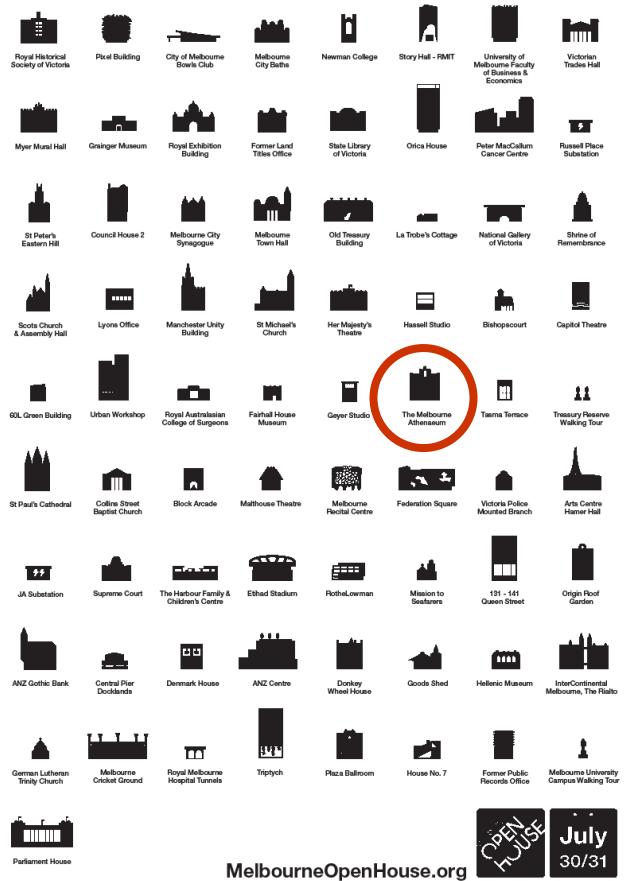 Royal Historical
Society of Victoria
Pixel Building
City of Melbourne
Bowls Club
Melbourne
City Baths
Newman College
Story Hall - RMIT
University of
Melbourne Faculty
of Business &
Economics
Victorian
Trades Hall
Myer Mural Hall
Grainger Museum
Royal Exhibition
Building
Former Land
Titles Office
State Library
of Victoria
Orica House
Peter MacCallum
Cancer Centre
Russell Place
Substation
St Peter's
Eastern Hill
Council House 2
Melbourne City
Synagogue
Melbourne
Town Hall
Old Treasury
Building
La Trobe's Cottage
National Gallery
of Victoria
Shrine of
Remembrance
Scots Church
& Assembly Hall
Lyons Office
Manchester Unity
Building
St Michael's
Church
Her Majesty's
Theatre
Hassell Studio
Bishopscourt
Capitol Theatre
60L Green Building
Urban Workshop
Royal Australasian
College of Surgeons
Fairhall House
Museum
Geyer Studio
The Melbourne
Athenaeum
Tasma Terrace
Treasury Reserve
Walking Tour
St Paul's Cathedral
Collins Street
Baptist Church
Block Arcade
Malthouse Theatre
Melbourne
Recital Centre
Federation Square
Victoria Police
Mounted Branch
Arts Centre
Hamer Hall
JA Substation
Supreme Court
The Harbour Family &
Children's Centre
Etihad Stadium
RotheLowman
Mission to
Seafarers
131 - 141
Queen Street
Origin Roof
Garden
ANZ Gothic Bank
Central Pier
Docklands
Denmark House
ANZ Centre
Donkey
Wheel House
Goods Shed
Hellenic Museum
InterContinental
Melbourne, The Rialto
German Lutheran
Trinity Church
Melbourne
Cricket Ground
Royal Melbourne
Hospital Tunnels
Triptych
Plaza Ballroom
House No. 7
Former Public
Records Office
Melbourne University
Campus Walking Tour
Parliament House
MelbourneOpenHouse.org
OPEN
HOUSE
July
30/31